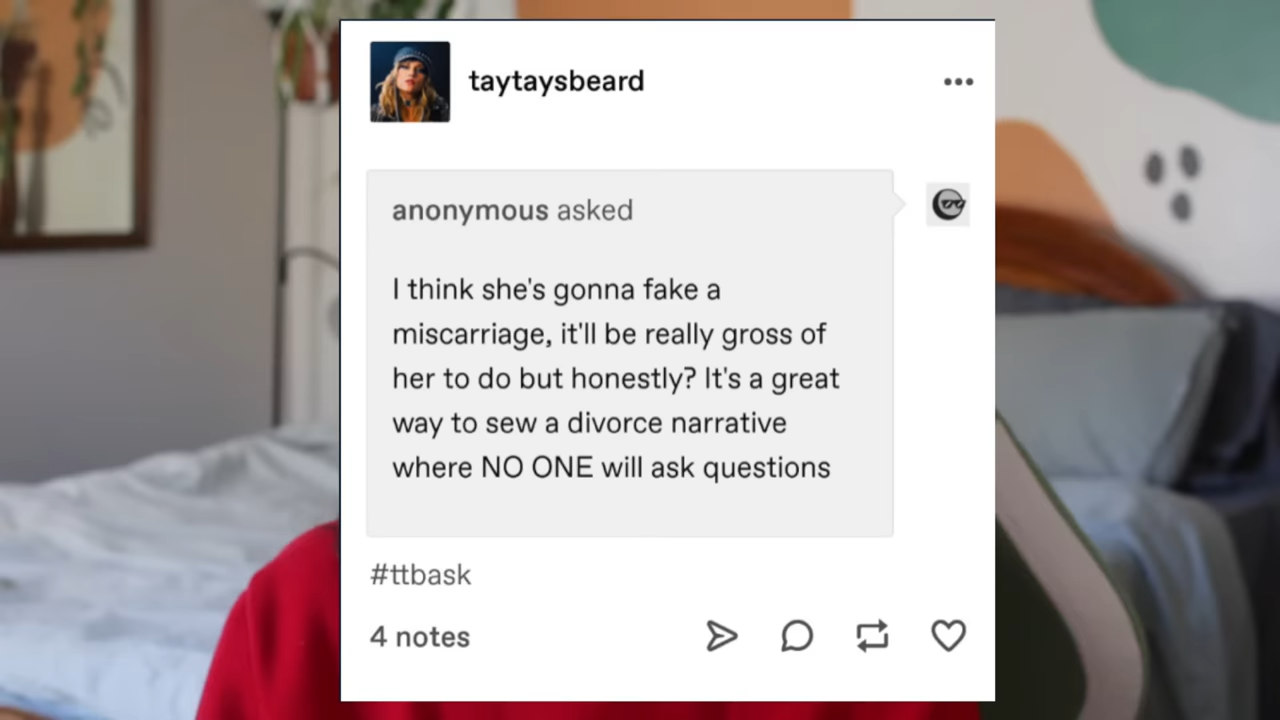 taytaysbeard
anonymous asked
I think she's gonna fake a
miscarriage, it'll be really gross of
her to do but honestly? It's a great
way to sew a divorce narrative
where NO ONE will ask questions
#ttbask
4 notes